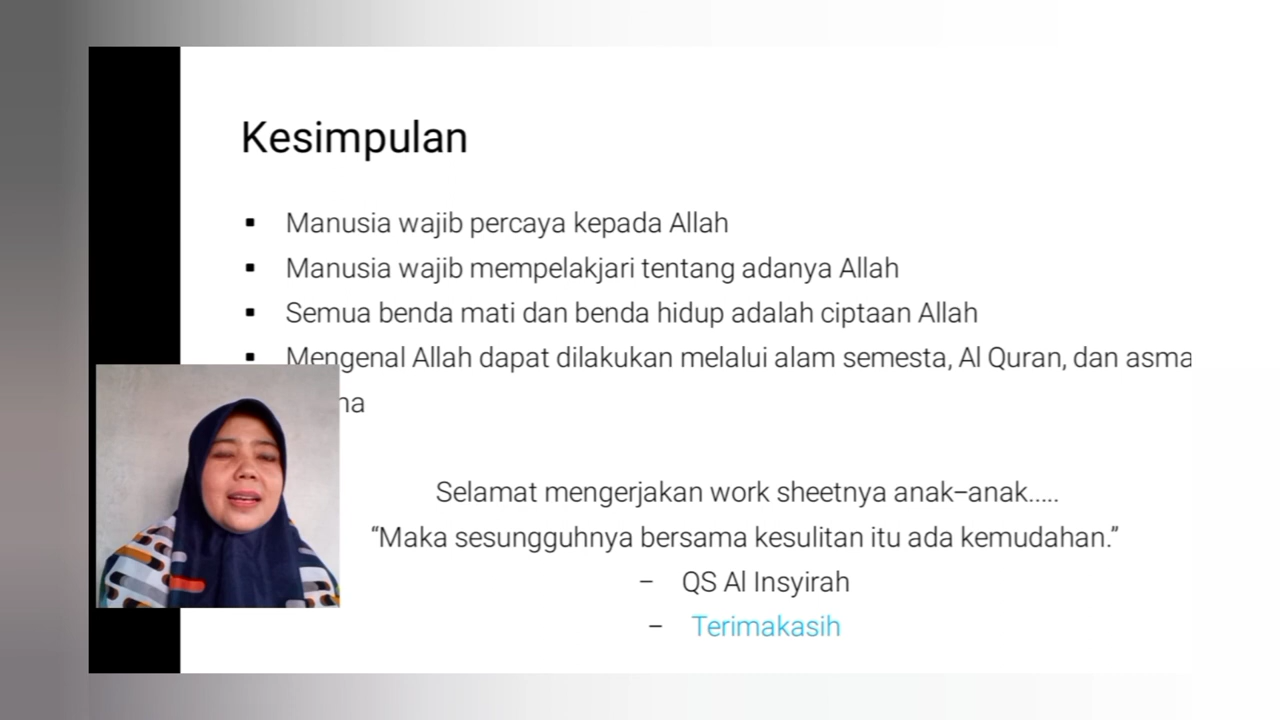 Kesimpulan
▪ Manusia wajib percaya kepada Allah
▪ Manusia wajib mempelakjari tentang adanya Allah
▪ Semua benda mati dan benda hidup adalah ciptaan Allah
▪ Mengenal Allah dapat dilakukan melalui alam semesta, Al Quran, dan asma
Selamat mengerjakan work sheetnya anak–anak.....
“Maka sesungguhnya bersama kesulitan itu ada kemudahan.”
– QS Al Insyirah
– Terimakasih